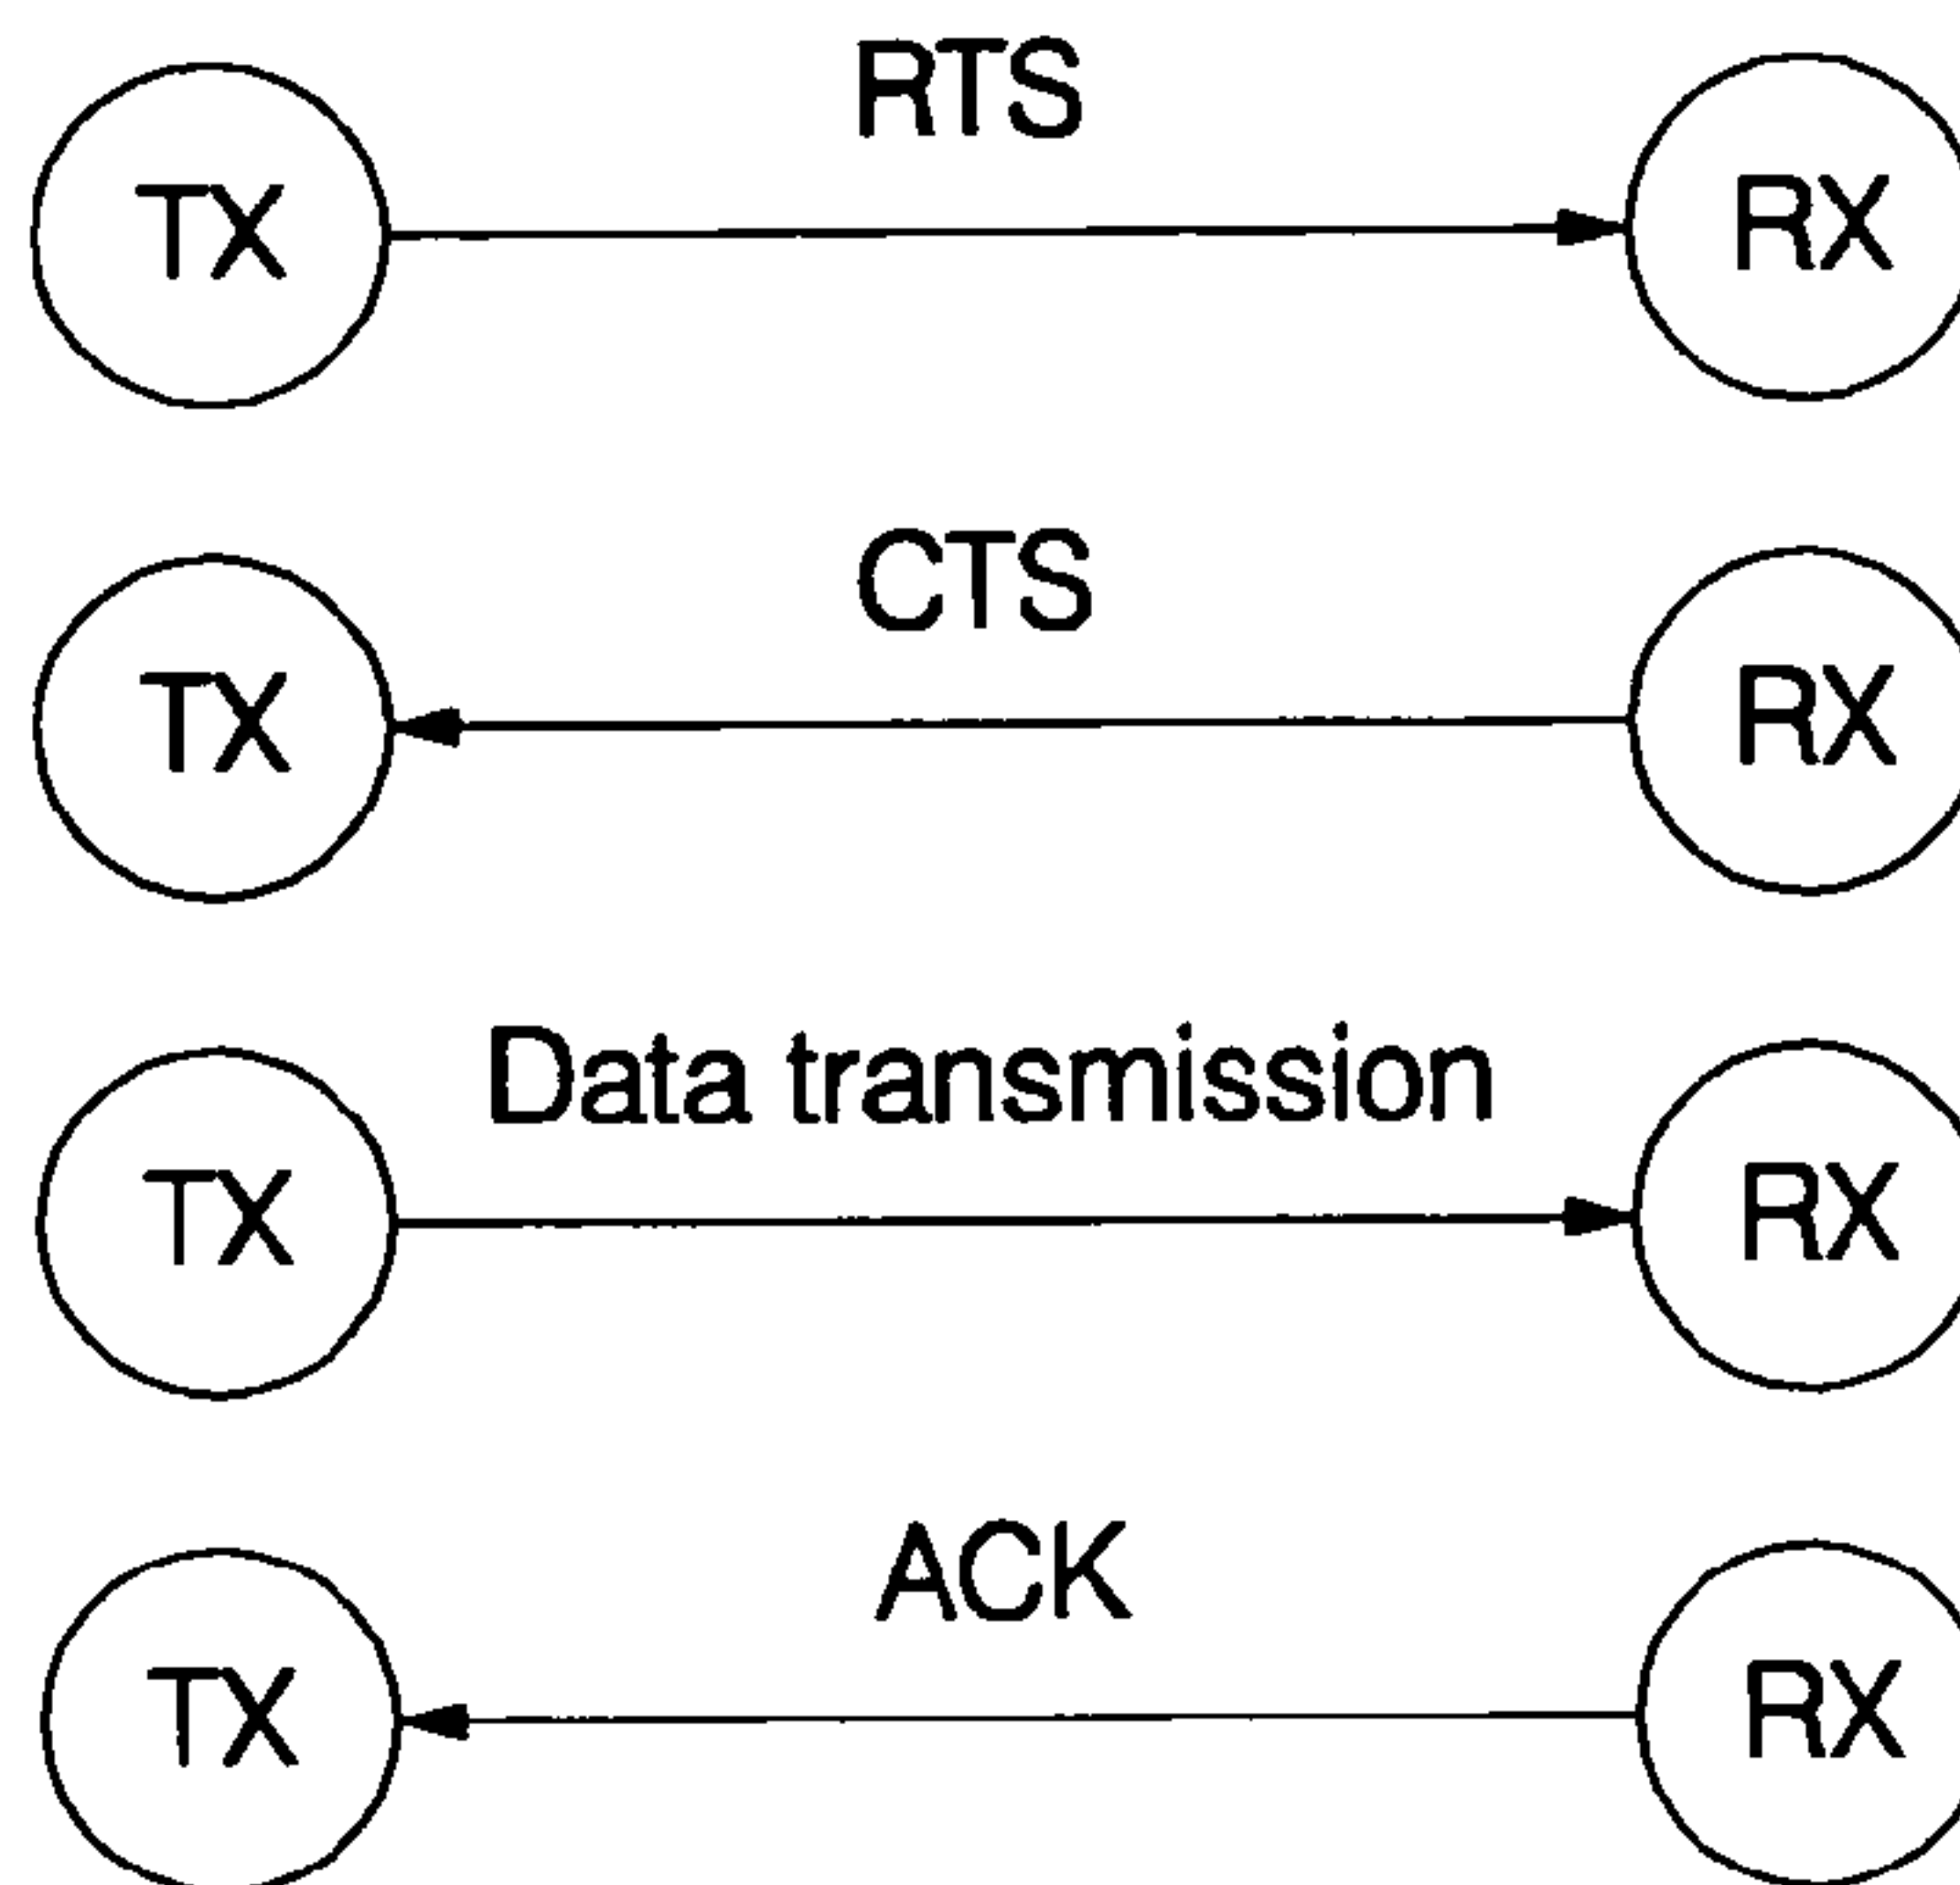 RTS
TX RX
CTS
TX RX
Data transmission
TX RX
ACK
TX RX